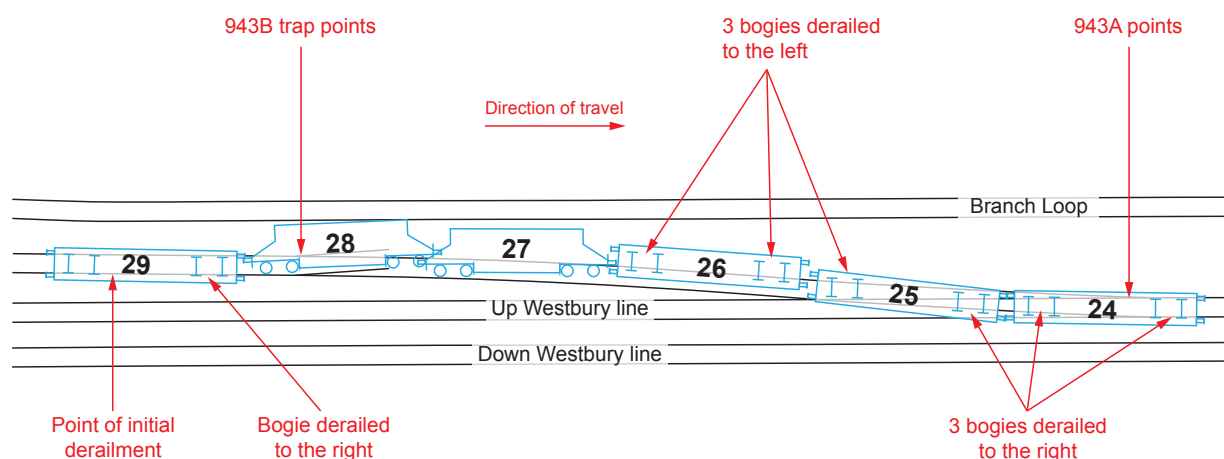 943B trap points
3 bogies derailed
to the left
943A points
Direction of travel
Branch Loop
29
28
27
26
25
24
Up Westbury line
Down Westbury line
Point of initial
derailment
Bogie derailed
to the right
3 bogies derailed
to the right